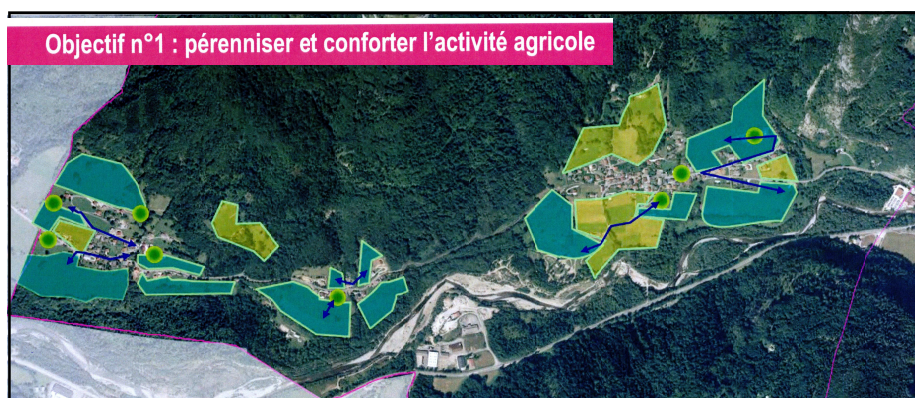 Objectif n°1 : pérenniser et conforter l'activité agricole